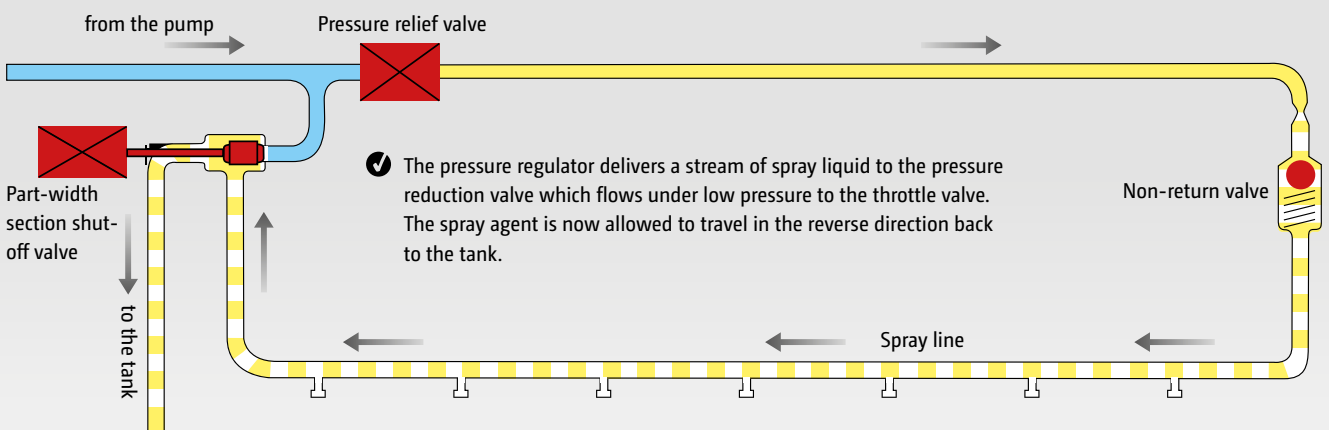 from the pump
Pressure relief valve
The pressure regulator delivers a stream of spray liquid to the pressure
reduction valve which flows under low pressure to the throttle valve.
The spray agent is now allowed to travel in the reverse direction back
to the tank.
Part-width
section shut-
off valve
Non-return valve
to the tank
Spray line